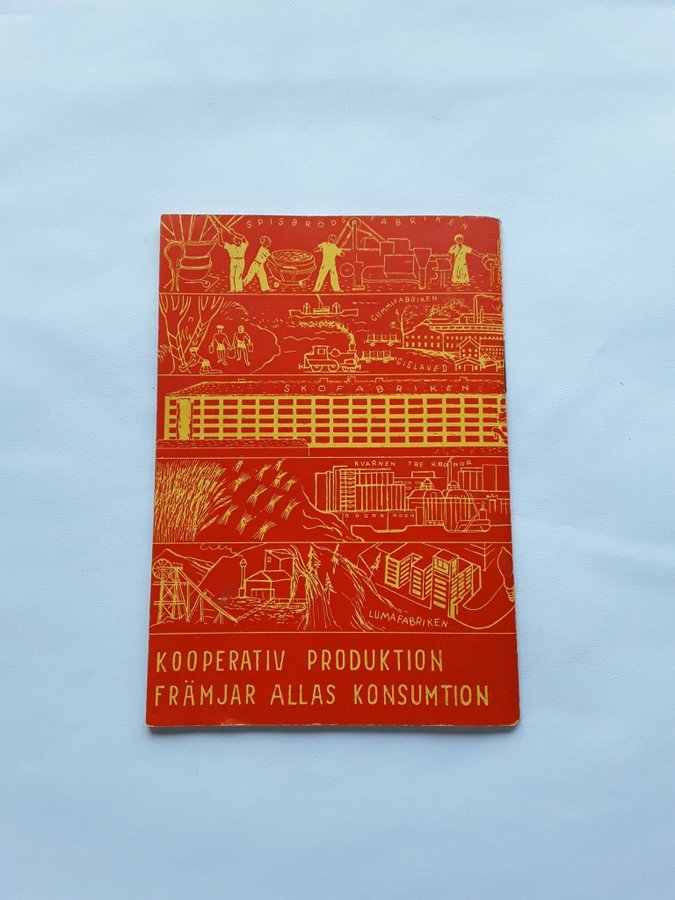 SPISBRÖDSFABRIKEN
GUMMIFABRIKEN
GISLAVED
SKOFABRIKEN
KVARNEN TRE KRONOR
LUMAFABRIKEN
KOOPERATIV PRODUKTION
FRÄMJAR ALLAS KONSUMTION